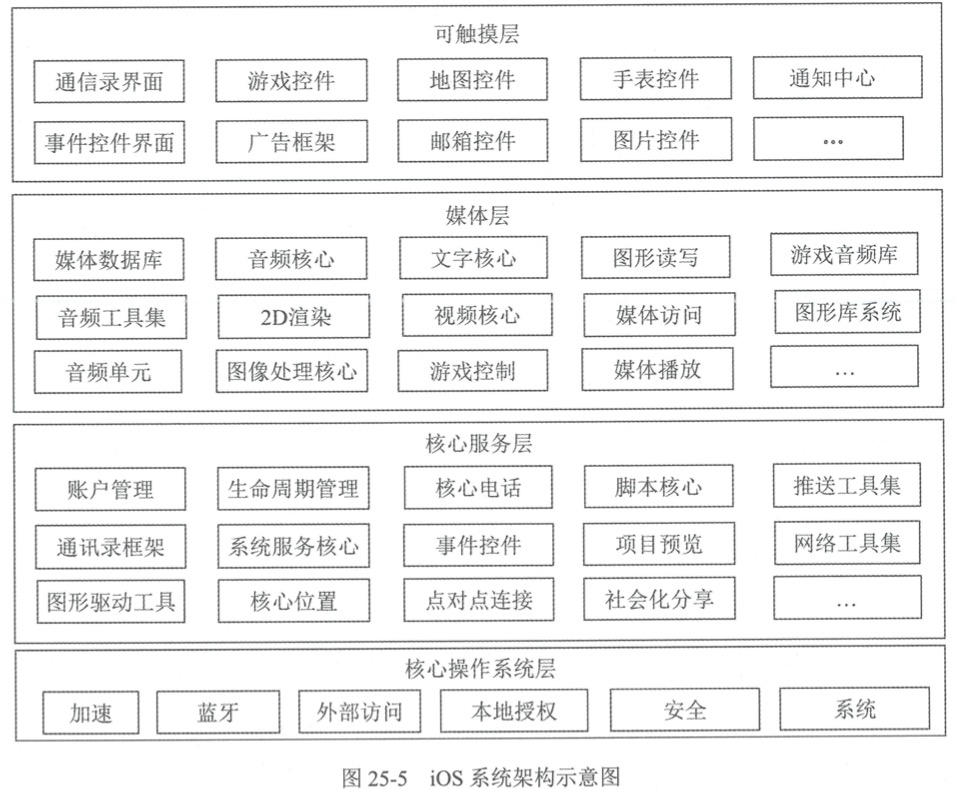 可触摸层
通信录界面 游戏控件 地图控件 手表控件 通知中心
事件控件界面 广告框架 邮箱控件 图片控件 …
媒体层
媒体数据库 音频核心 文字核心 图形读写 游戏音频库
音频工具集 2D渲染 视频核心 媒体访问 图形库系统
音频单元 图像处理核心 游戏控制 媒体播放 …
核心服务层
账户管理 生命周期管理 核心电话 脚本核心 推送工具集
通讯录框架 系统服务核心 事件控件 项目预览 网络工具集
图形驱动工具 核心位置 点对点连接 社会化分享 …
核心操作系统层
加速 蓝牙 外部访问 本地授权 安全 系统
图 25-5 iOS 系统架构示意图